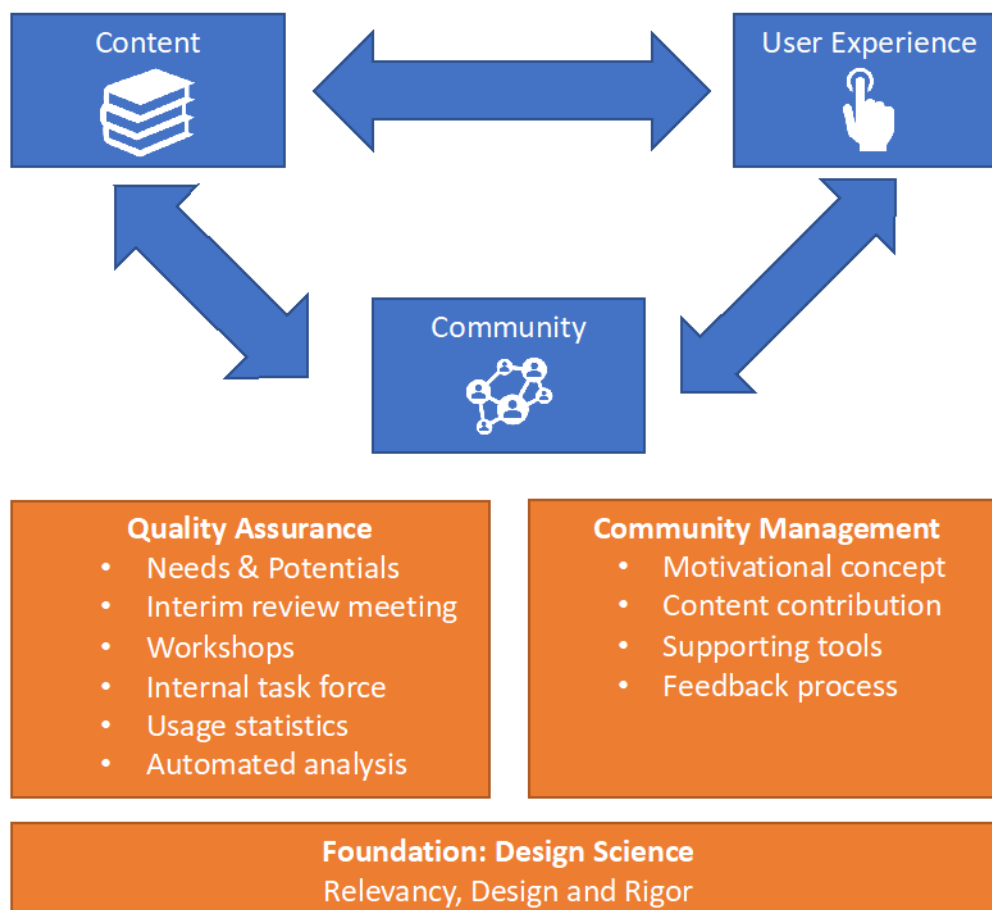 Content
User Experience
Community
Quality Assurance
• Needs & Potentials
• Interim review meeting
• Workshops
• Internal task force
• Usage statistics
• Automated analysis
Community Management
• Motivational concept
• Content contribution
• Supporting tools
• Feedback process
Foundation: Design Science
Relevancy, Design and Rigor